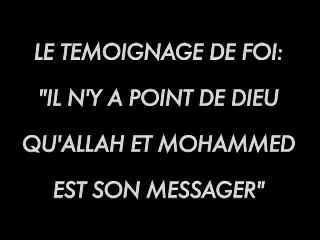 LE TEMOIGNAGE DE FOI:
"IL N'Y A POINT DE DIEU
QU'ALLAH ET MOHAMMED
EST SON MESSAGER"